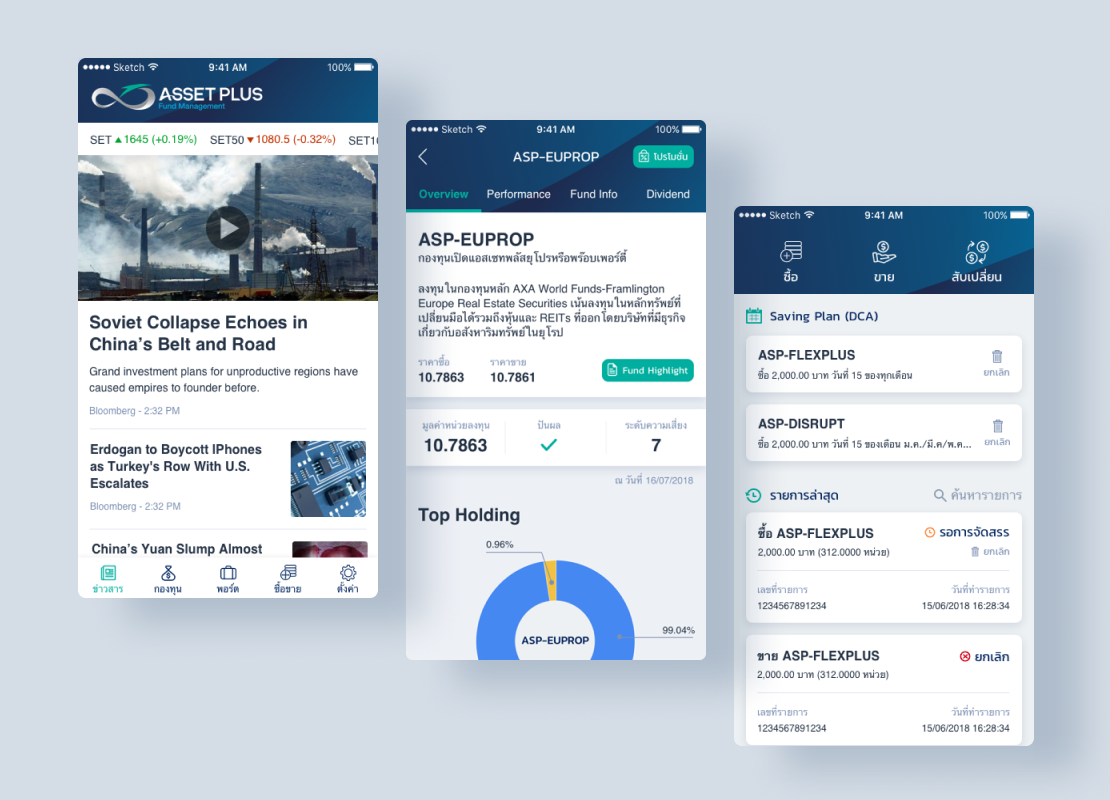 Sketch 9:41 AM 100%
ASSET PLUS
Fund Management
SET 1645 (+0.19%) SET50 1080.5 (-0.32%)
Soviet Collapse Echoes in
China's Belt and Road
Grand investment plans for unproductive regions have
caused empires to founder before.
Bloomberg - 2:32 PM
Erdogan to Boycott IPhones
as Turkey's Row With U.S.
Escalates
Bloomberg - 2:32 PM
China's Yuan Slump Almost
ข่าวสาร กองทุน พอร์ต ซื้อขาย ตั้งค่า
Sketch 9:41 AM 100%
ASP-EUPROP โปรโมชั่น
Overview Performance Fund Info Dividend
ASP-EUPROP
กองทุนเปิดแอสเซทพลัสยุโรปหรือพร้อบเพอร์ตี้
ลงทุนในกองทุนหลัก AXA World Funds-Framlington
Europe Real Estate Securities เน้นลงทุนในหลักทรัพย์ที่
เปลี่ยนมือได้รวมถึงหุ้นและ REITs ที่ออกโดยบริษัทที่มีธุรกิจ
เกี่ยวกับอสังหาริมทรัพย์ในยุโรป
ราคาซื้อ ราคาขาย
10.7863 10.7861 Fund Highlight
มูลค่าหน่วยลงทุน ปันผล ระดับความเสี่ยง
10.7863 7
ณ วันที่ 16/07/2018
Top Holding
0.96%
99.04%
ASP-EUPROP
Sketch 9:41 AM 100%
ซื้อ ขาย สับเปลี่ยน
Saving Plan (DCA)
ASP-FLEXPLUS
ซื้อ 2,000.00 บาท วันที่ 15 ของทุกเดือน ยกเลิก
ASP-DISRUPT
ซื้อ 2,000.00 บาท วันที่ 15 ของเดือน ม.ค./มี.ค/พ.ค... ยกเลิก
รายการล่าสุด ค้นหารายการ
ซื้อ ASP-FLEXPLUS รอการจัดสรร
2,000.00 บาท (312.0000 หน่วย) ยกเลิก
เลขที่รายการ วันที่ทำรายการ
1234567891234 15/06/2018 16:28:34
ขาย ASP-FLEXPLUS ยกเลิก
2,000.00 บาท (312.0000 หน่วย)
เลขที่รายการ วันที่ทำรายการ
1234567891234 15/06/2018 16:28:34